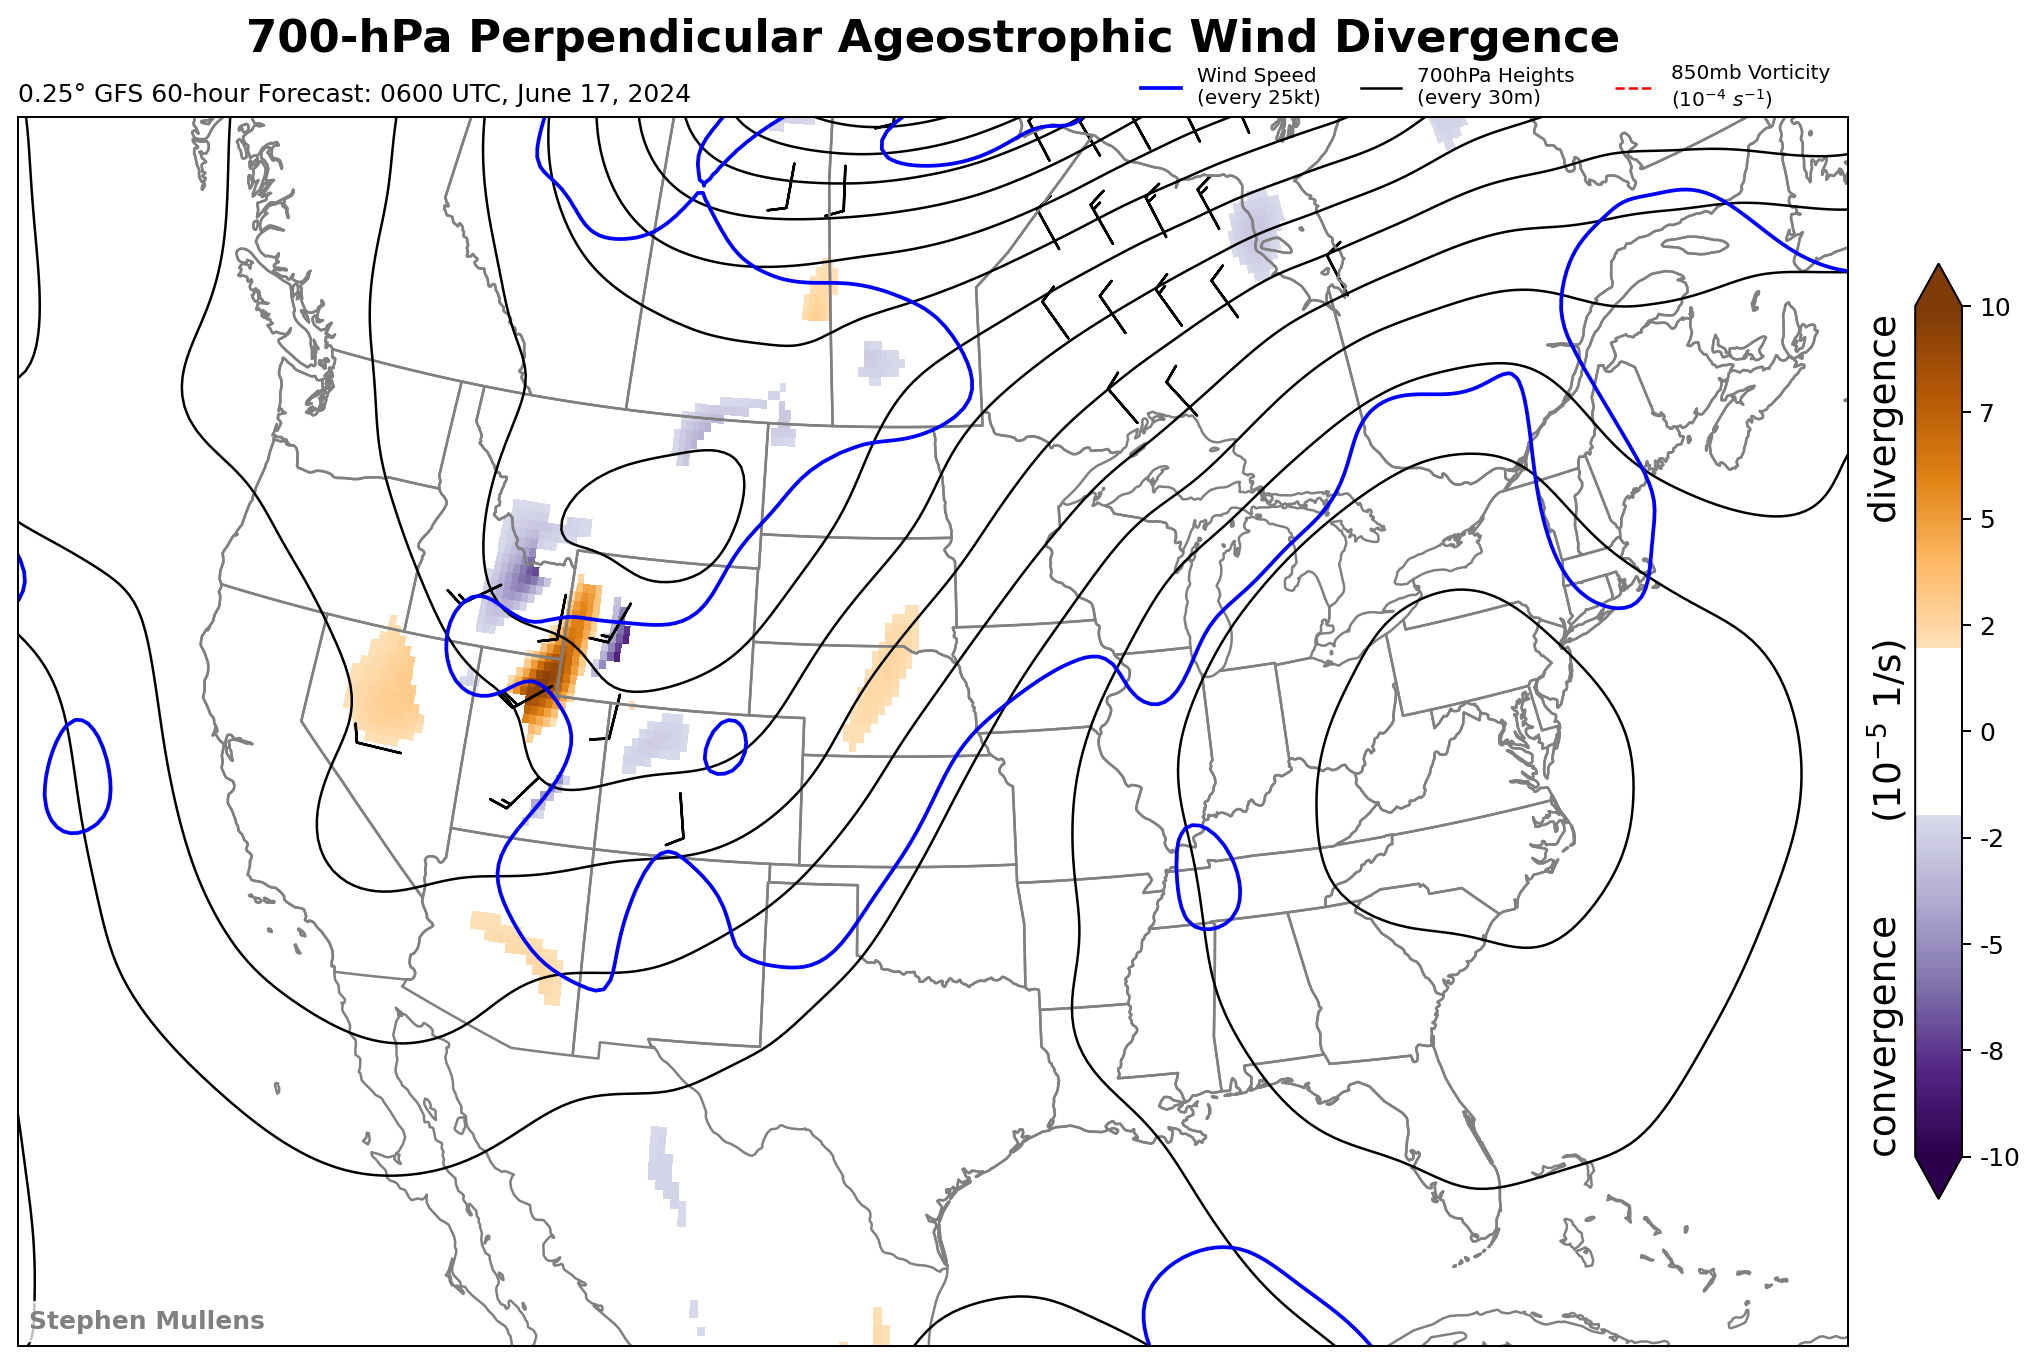 700-hPa Perpendicular Ageostrophic Wind Divergence
0.25° GFS 60-hour Forecast: 0600 UTC, June 17, 2024
Wind Speed
(every 25kt)
700hPa Heights
(every 30m)
850mb Vorticity
(10⁻⁴ s⁻¹)
10
7
5
2
0
-2
-5
-8
-10
convergence (10⁻⁵ 1/s) divergence
Stephen Mullens